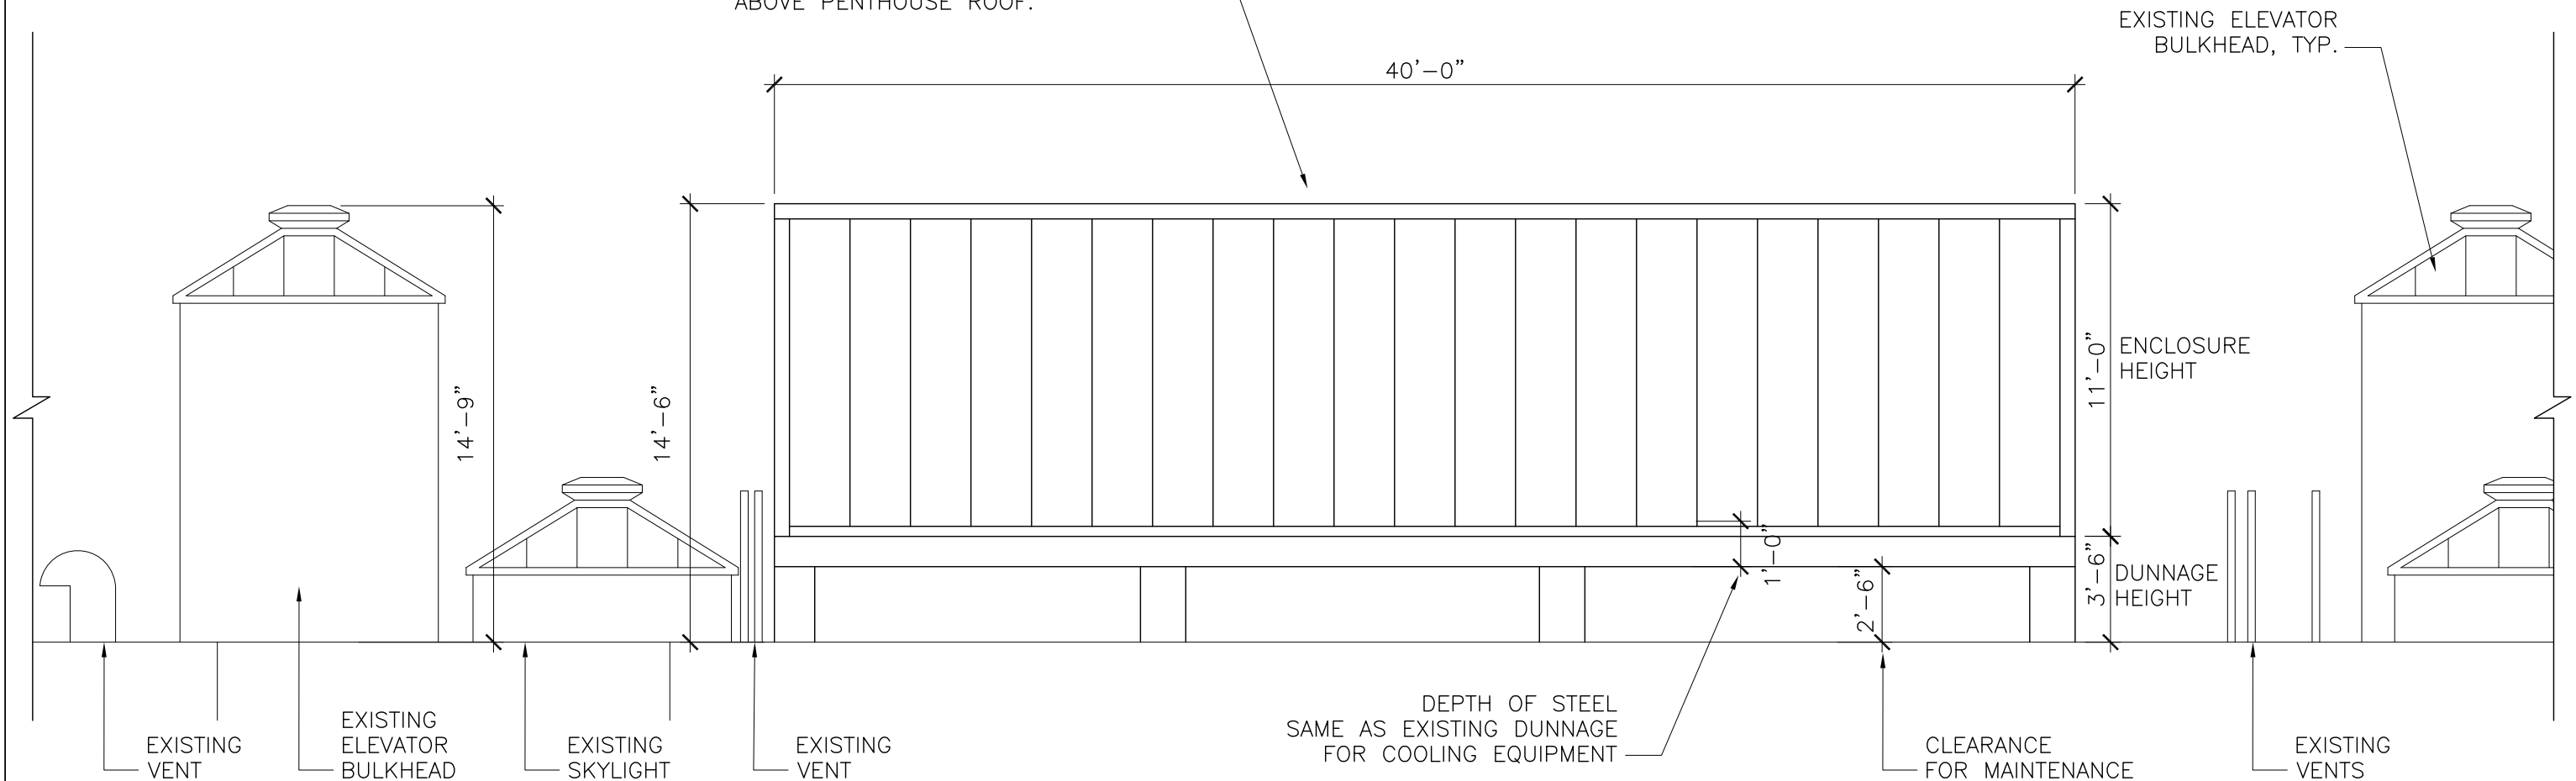 ABOVE PENTHOUSE ROOF.
EXISTING ELEVATOR
BULKHEAD, TYP.
40'-0"
14'-9"
14'-6"
11'-0"
ENCLOSURE
HEIGHT
1'-0"
2'-6"
3'-6"
DUNNAGE
HEIGHT
EXISTING
VENT
EXISTING
ELEVATOR
BULKHEAD
EXISTING
SKYLIGHT
EXISTING
VENT
DEPTH OF STEEL
SAME AS EXISTING DUNNAGE
FOR COOLING EQUIPMENT
CLEARANCE
FOR MAINTENANCE
EXISTING
VENTS